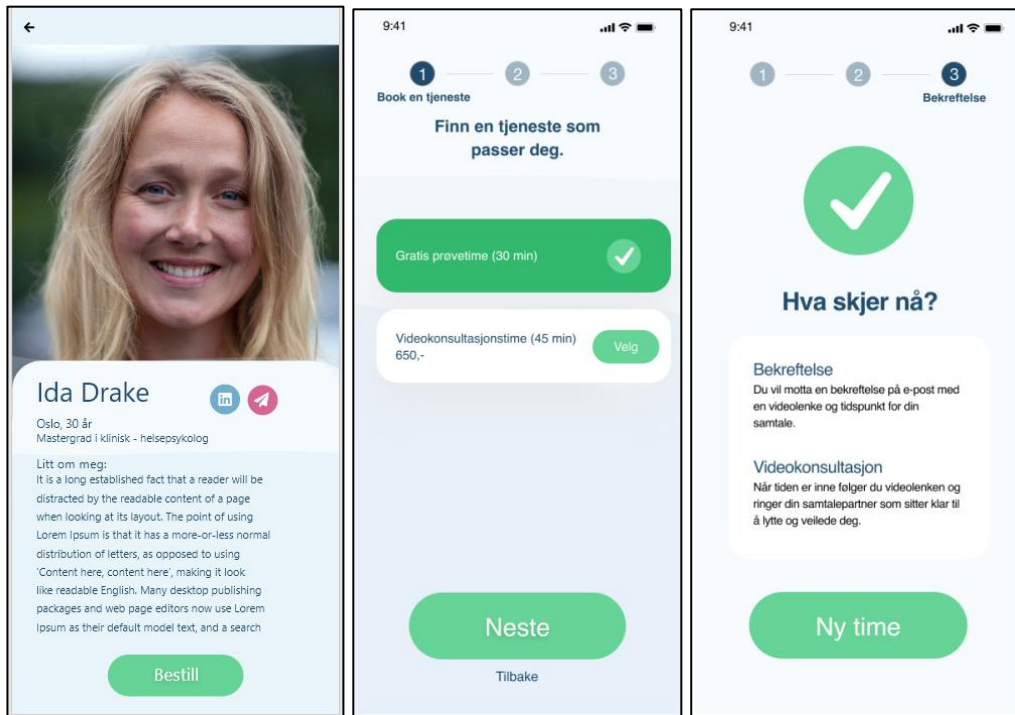 Ida Drake
in
Oslo, 30 år
Mastergrad i klinisk - helsepsykolog
Litt om meg:
It is a long established fact that a reader will be
distracted by the readable content of a page
when looking at its layout. The point of using
Lorem Ipsum is that it has a more-or-less normal
distribution of letters, as opposed to using
'Content here, content here', making it look
like readable English. Many desktop publishing
packages and web page editors now use Lorem
Ipsum as their default model text, and a search
Bestill
9:41
1
2
3
Book en tjeneste
Finn en tjeneste som
passer deg.
Gratis prøvetime (30 min)
Videokonsultasjonstime (45 min)
650,-
Velg
Neste
Tilbake
9:41
1
2
3
Bekreftelse
Hva skjer nå?
Bekreftelse
Du vil motta en bekreftelse på e-post med
en videolenke og tidspunkt for din
samtale.
Videokonsultasjon
Når tiden er inne følger du videolenken og
ringer din samtalepartner som sitter klar til
å lytte og veilede deg.
Ny time